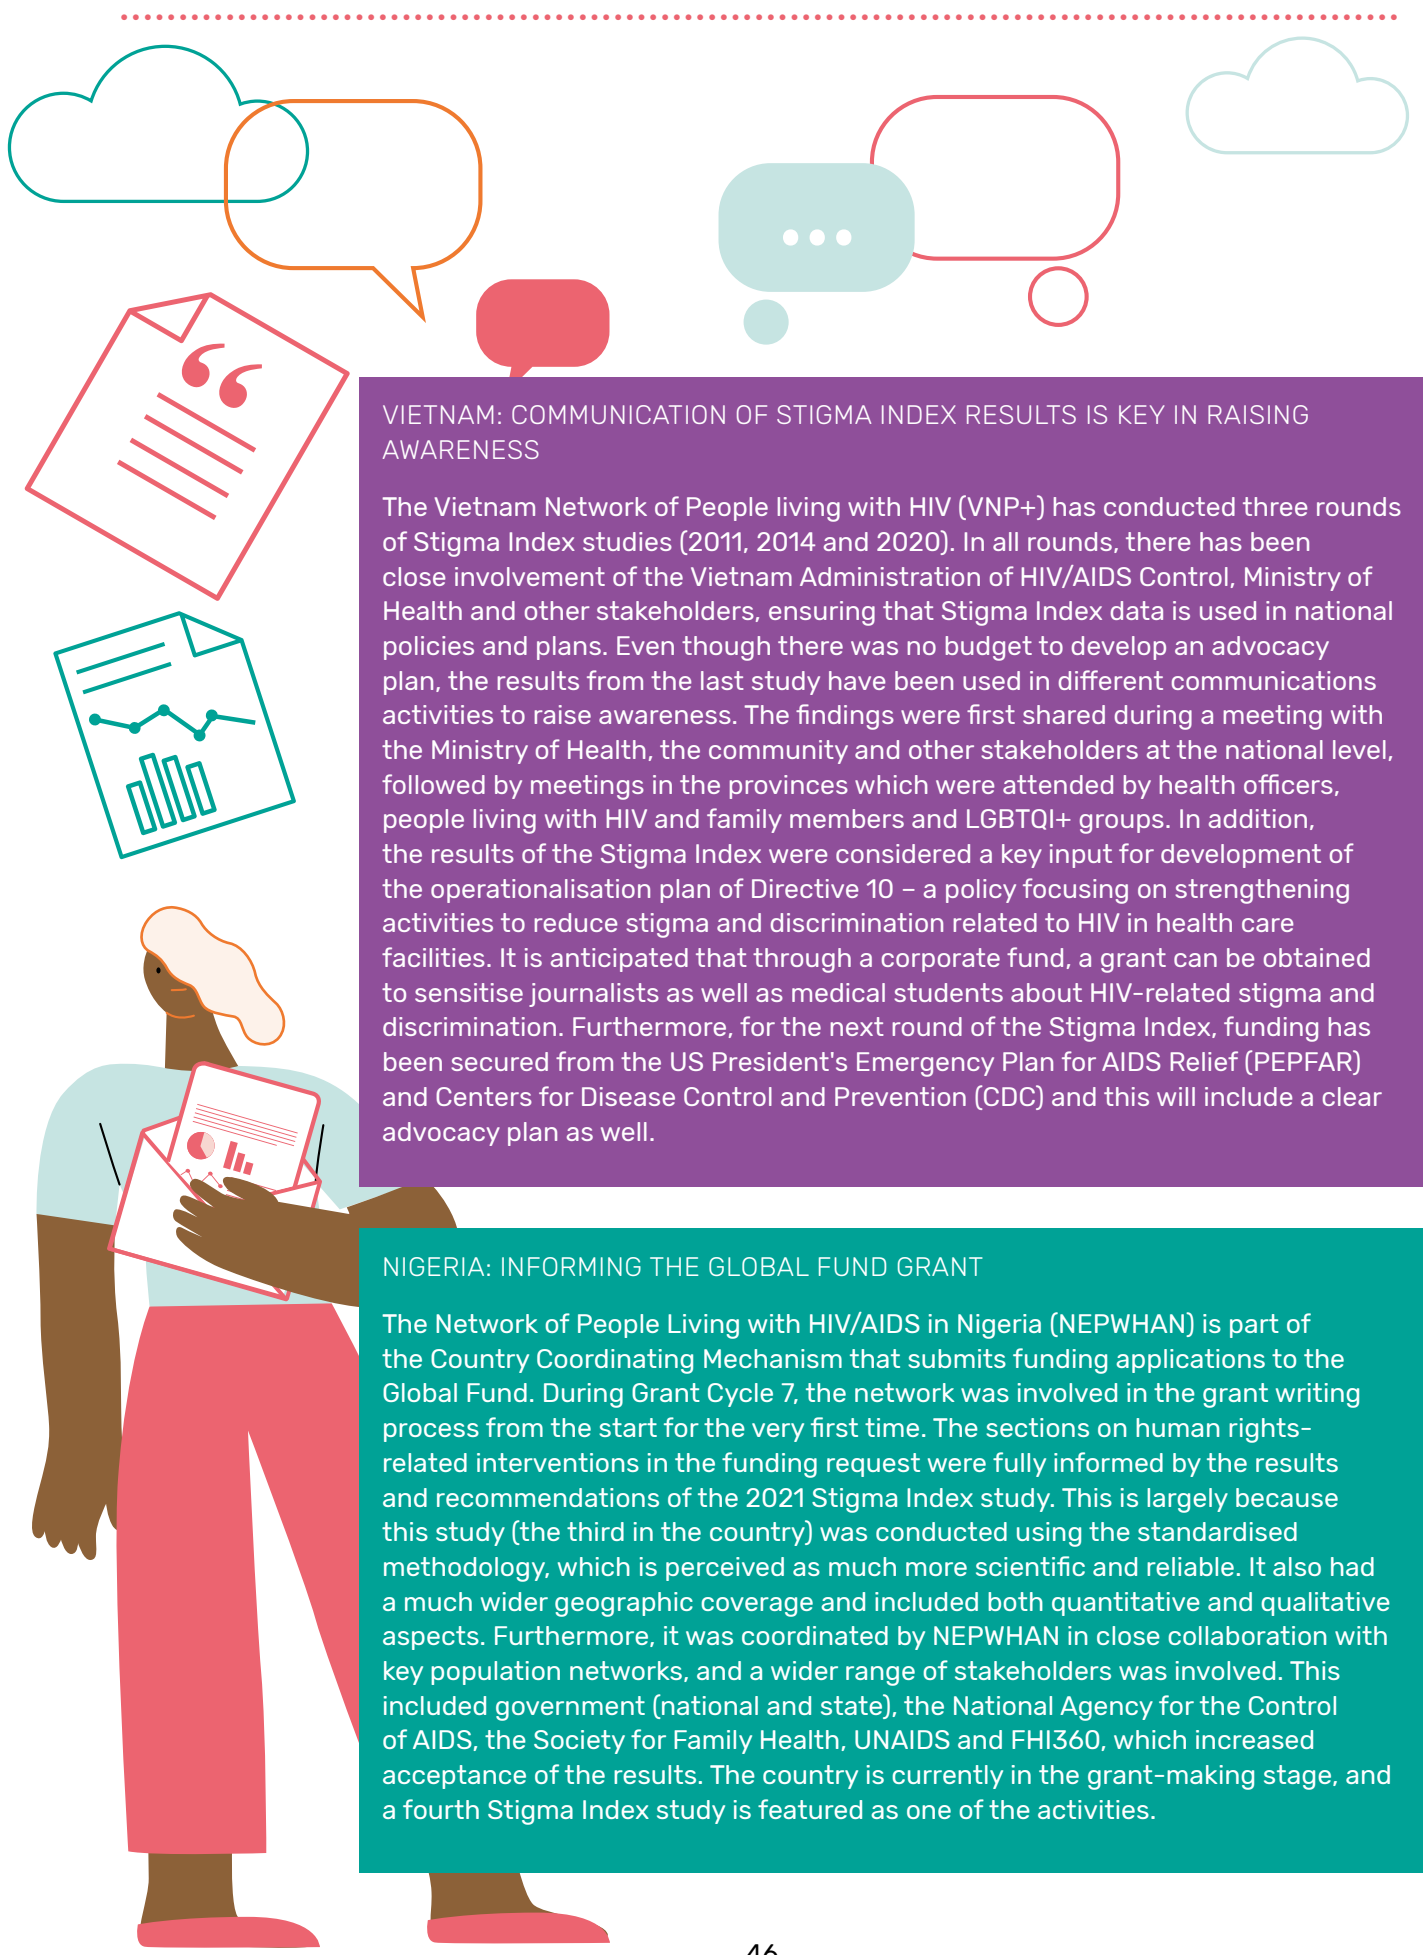 VIETNAM: COMMUNICATION OF STIGMA INDEX RESULTS IS KEY IN RAISING
AWARENESS
The Vietnam Network of People living with HIV (VNP+) has conducted three rounds
of Stigma Index studies (2011, 2014 and 2020). In all rounds, there has been
close involvement of the Vietnam Administration of HIV/AIDS Control, Ministry of
Health and other stakeholders, ensuring that Stigma Index data is used in national
policies and plans. Even though there was no budget to develop an advocacy
plan, the results from the last study have been used in different communications
activities to raise awareness. The findings were first shared during a meeting with
the Ministry of Health, the community and other stakeholders at the national level,
followed by meetings in the provinces which were attended by health officers,
people living with HIV and family members and LGBTQI+ groups. In addition,
the results of the Stigma Index were considered a key input for development of
the operationalisation plan of Directive 10 – a policy focusing on strengthening
activities to reduce stigma and discrimination related to HIV in health care
facilities. It is anticipated that through a corporate fund, a grant can be obtained
to sensitise journalists as well as medical students about HIV-related stigma and
discrimination. Furthermore, for the next round of the Stigma Index, funding has
been secured from the US President's Emergency Plan for AIDS Relief (PEPFAR)
and Centers for Disease Control and Prevention (CDC) and this will include a clear
advocacy plan as well.
NIGERIA: INFORMING THE GLOBAL FUND GRANT
The Network of People Living with HIV/AIDS in Nigeria (NEPWHAN) is part of
the Country Coordinating Mechanism that submits funding applications to the
Global Fund. During Grant Cycle 7, the network was involved in the grant writing
process from the start for the very first time. The sections on human rights-
related interventions in the funding request were fully informed by the results
and recommendations of the 2021 Stigma Index study. This is largely because
this study (the third in the country) was conducted using the standardised
methodology, which is perceived as much more scientific and reliable. It also had
a much wider geographic coverage and included both quantitative and qualitative
aspects. Furthermore, it was coordinated by NEPWHAN in close collaboration with
key population networks, and a wider range of stakeholders was involved. This
included government (national and state), the National Agency for the Control
of AIDS, the Society for Family Health, UNAIDS and FHI360, which increased
acceptance of the results. The country is currently in the grant-making stage, and
a fourth Stigma Index study is featured as one of the activities.
46